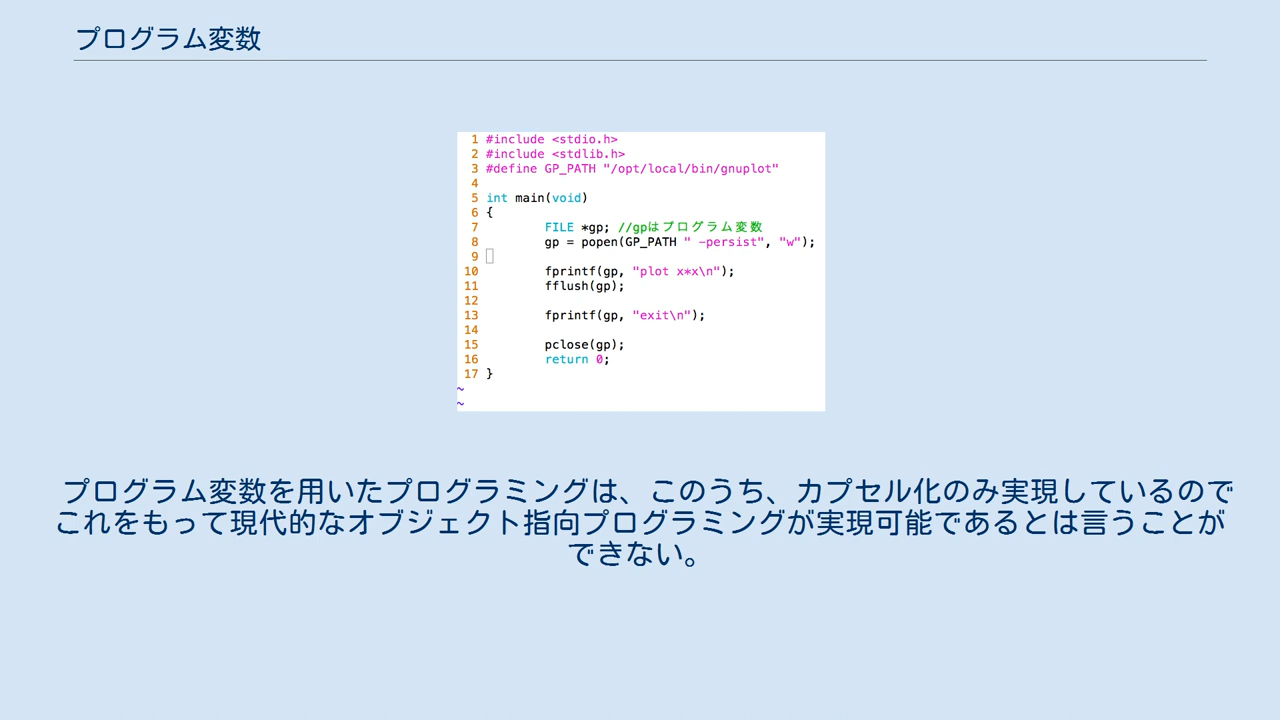 プログラム変数
1 #include <stdio.h>
2 #include <stdlib.h>
3 #define GP_PATH "/opt/local/bin/gnuplot"
4
5 int main(void)
6 {
7         FILE *gp; //gpはプログラム変数
8         gp = popen(GP_PATH " -persist", "w");
9
10         fprintf(gp, "plot x*x\n");
11         fflush(gp);
12
13         fprintf(gp, "exit\n");
14
15         pclose(gp);
16         return 0;
17 }
~
~
プログラム変数を用いたプログラミングは、このうち、カプセル化のみ実現しているので
これをもって現代的なオブジェクト指向プログラミングが実現可能であるとは言うことが
できない。